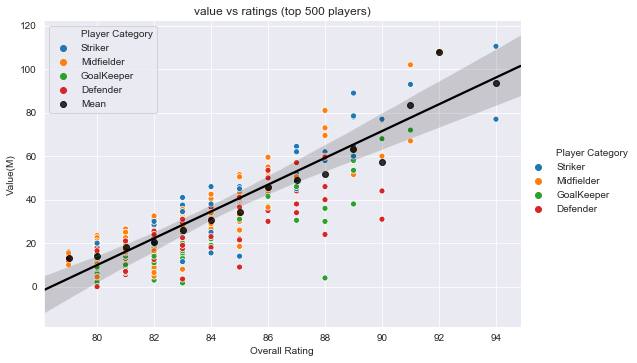 value vs ratings (top 500 players)
120
100
80
60
40
20
0
Value(M)
Player Category
Striker
Midfielder
GoalKeeper
Defender
Mean
Player Category
Striker
Midfielder
GoalKeeper
Defender
80 82 84 86 88 90 92 94
Overall Rating